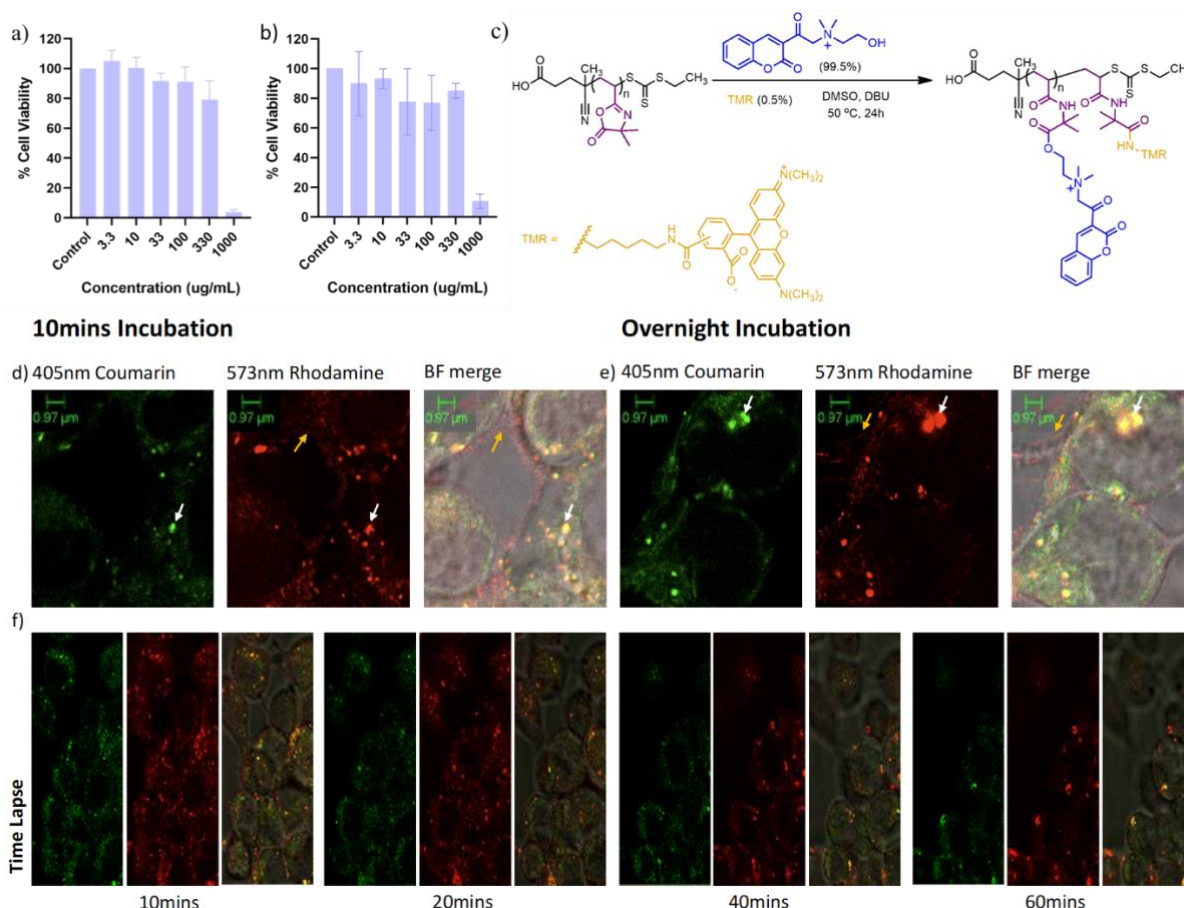 a)
120
100
80
60
40
20
0
% Cell Viability
Control
3.3
10
33
100
330
1000
Concentration (ug/mL)
b)
120
100
80
60
40
20
0
% Cell Viability
Control
3.3
10
33
100
330
1000
Concentration (ug/mL)
c)
HO
O
CH3
N
n
S
S
S
CH3
O
N
O
O
O
O
N
+
OH
(99.5%)
TMR (0.5%)
DMSO, DBU
50 ºC, 24h
HO
O
CH3
N
n
S
S
S
CH3
O
NH
O
NH
O
O
HN
TMR
N
+
O
O
O
TMR =
H
N
O
O
O
-
O
+
N(CH3)2
N(CH3)2
10mins Incubation
Overnight Incubation
d) 405nm Coumarin
573nm Rhodamine
BF merge
e) 405nm Coumarin
573nm Rhodamine
BF merge
0.97 µm
0.97 µm
0.97 µm
0.97 µm
0.97 µm
0.97 µm
f)
Time Lapse
10mins
20mins
40mins
60mins